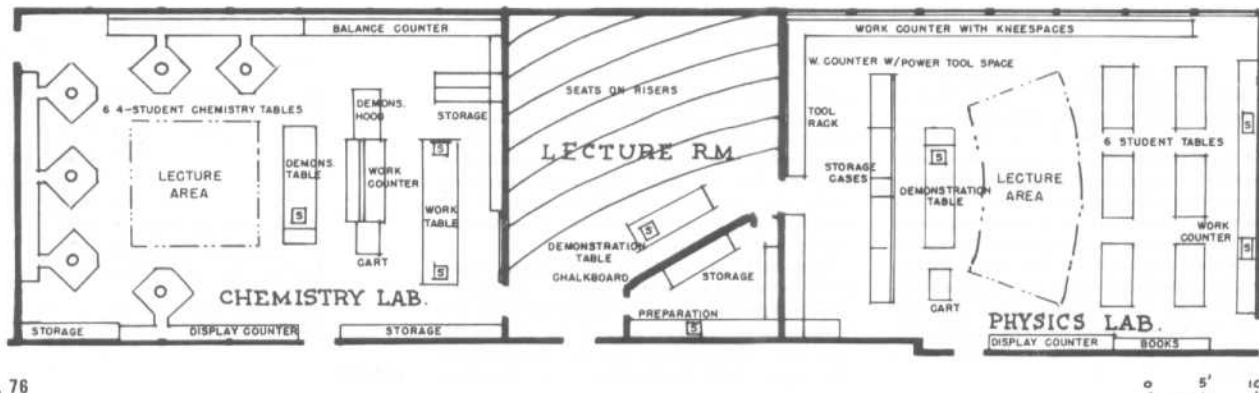 BALANCE COUNTER
6 4-STUDENT CHEMISTRY TABLES
DEMONS.
HOOD
STORAGE
LECTURE
AREA
DEMONS.
TABLE
S
WORK
COUNTER
S
WORK
TABLE
S
CART
CHEMISTRY LAB.
STORAGE
DISPLAY COUNTER
STORAGE
SEATS ON RISERS
LECTURE RM
S
DEMONSTRATION
TABLE
CHALKBOARD
STORAGE
PREPARATION
S
WORK COUNTER WITH KNEESPACES
W. COUNTER W/POWER TOOL SPACE
TOOL
RACK
STORAGE
CASES
S
DEMONSTRATION
TABLE
LECTURE
AREA
6 STUDENT TABLES
S
WORK
COUNTER
S
CART
PHYSICS LAB.
DISPLAY COUNTER
BOOKS
76
0 5' 10